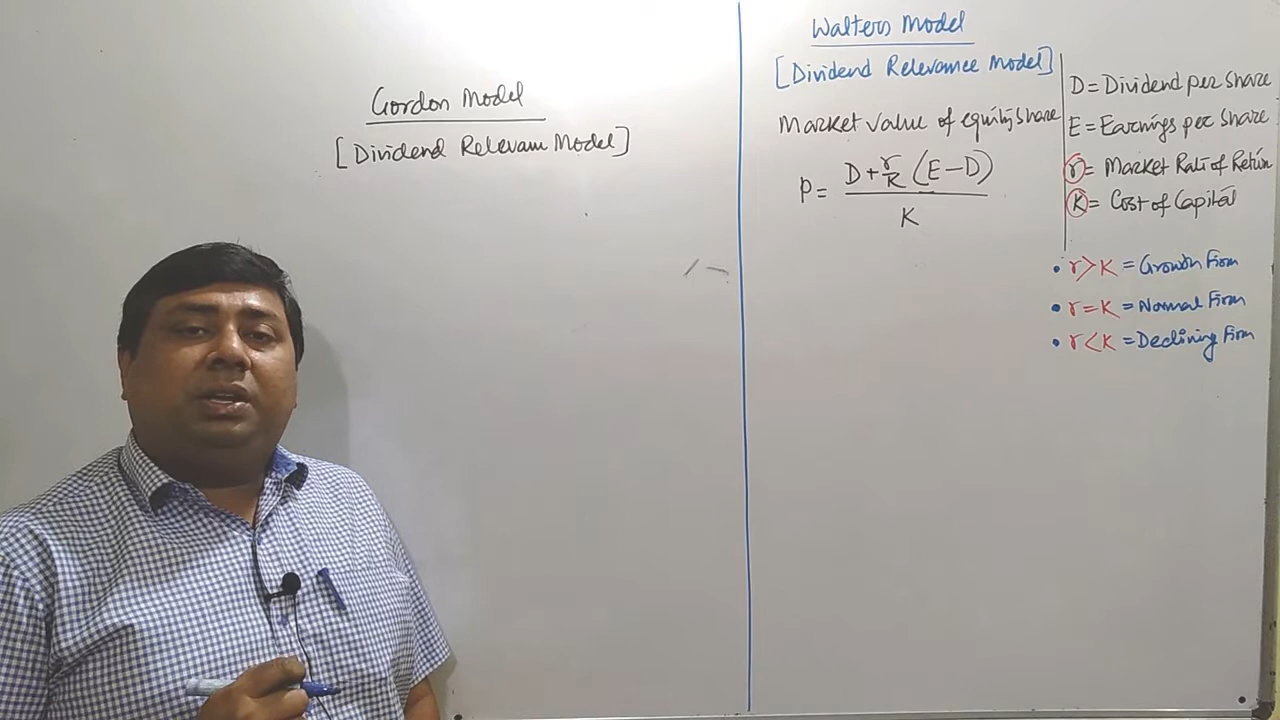 Gordon Model
[Dividend Relevam Model]
Walters Model
[Dividend Relevance Model]
Market value of equity share
P = D + r/K (E - D)
K
D = Dividend per share
E = Earnings per share
r = Market Rate of Return
K = Cost of Capital
• r > K = Growth Firm
• r = K = Normal Firm
• r < K = Declining Firm